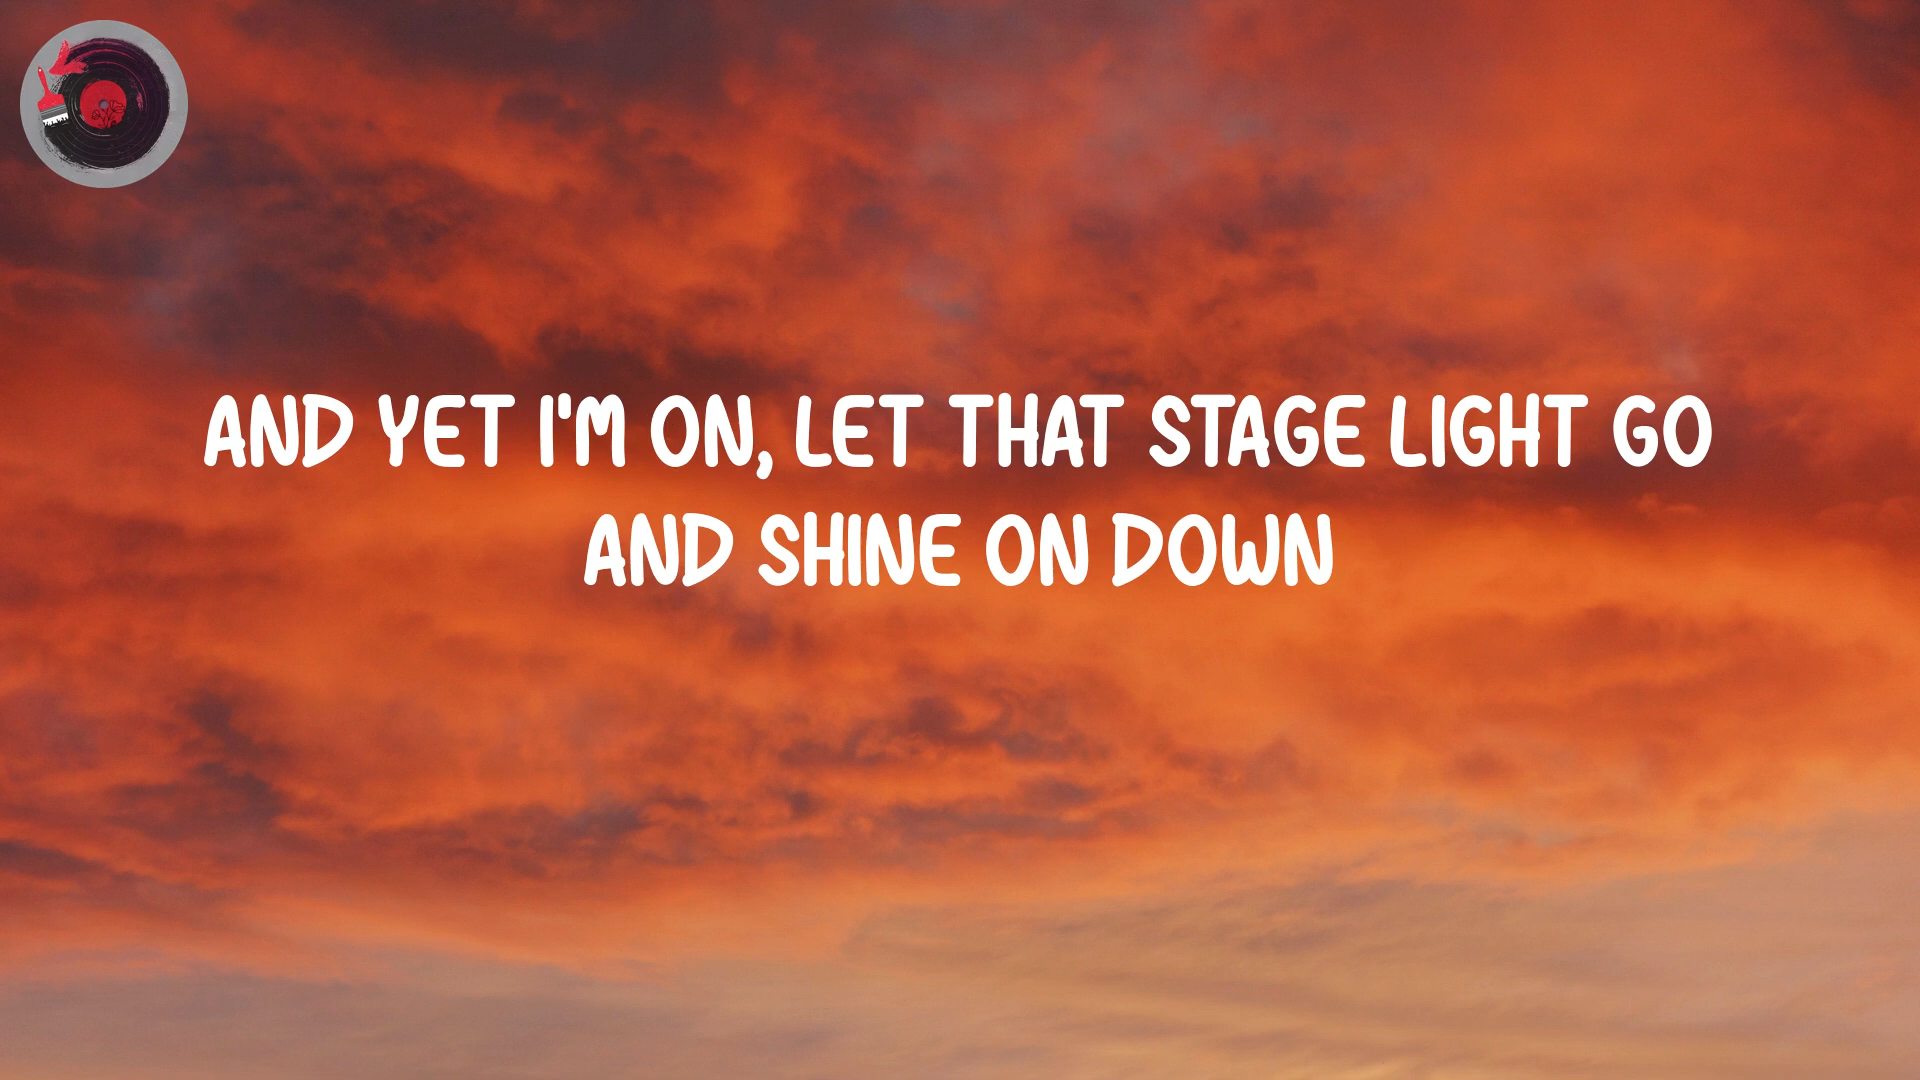 AND YET I'M ON, LET THAT STAGE LIGHT GO
AND SHINE ON DOWN